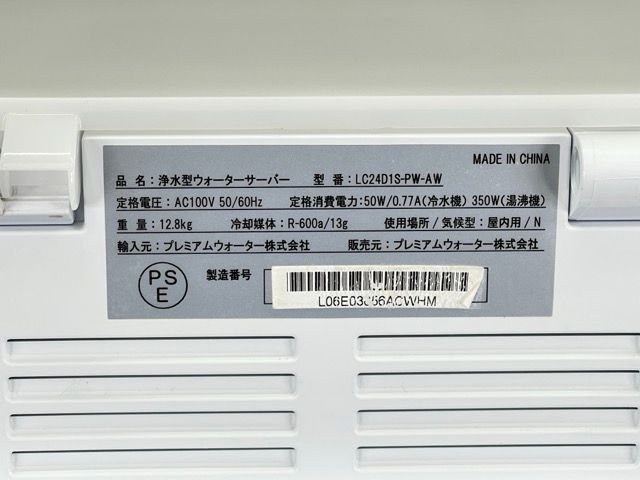 MADE IN CHINA
品 名：浄水型ウォーターサーバー 型 番：LC24D1S-PW-AW
定格電圧：AC100V 50/60Hz 定格消費電力：50W/0.77A(冷水機) 350W(湯沸機)
重 量：12.8kg 冷却媒体：R-600a/13g 使用場所/気候型：屋内用/N
輸入元：プレミアムウォーター株式会社 販売元：プレミアムウォーター株式会社
PS
E
製造番号